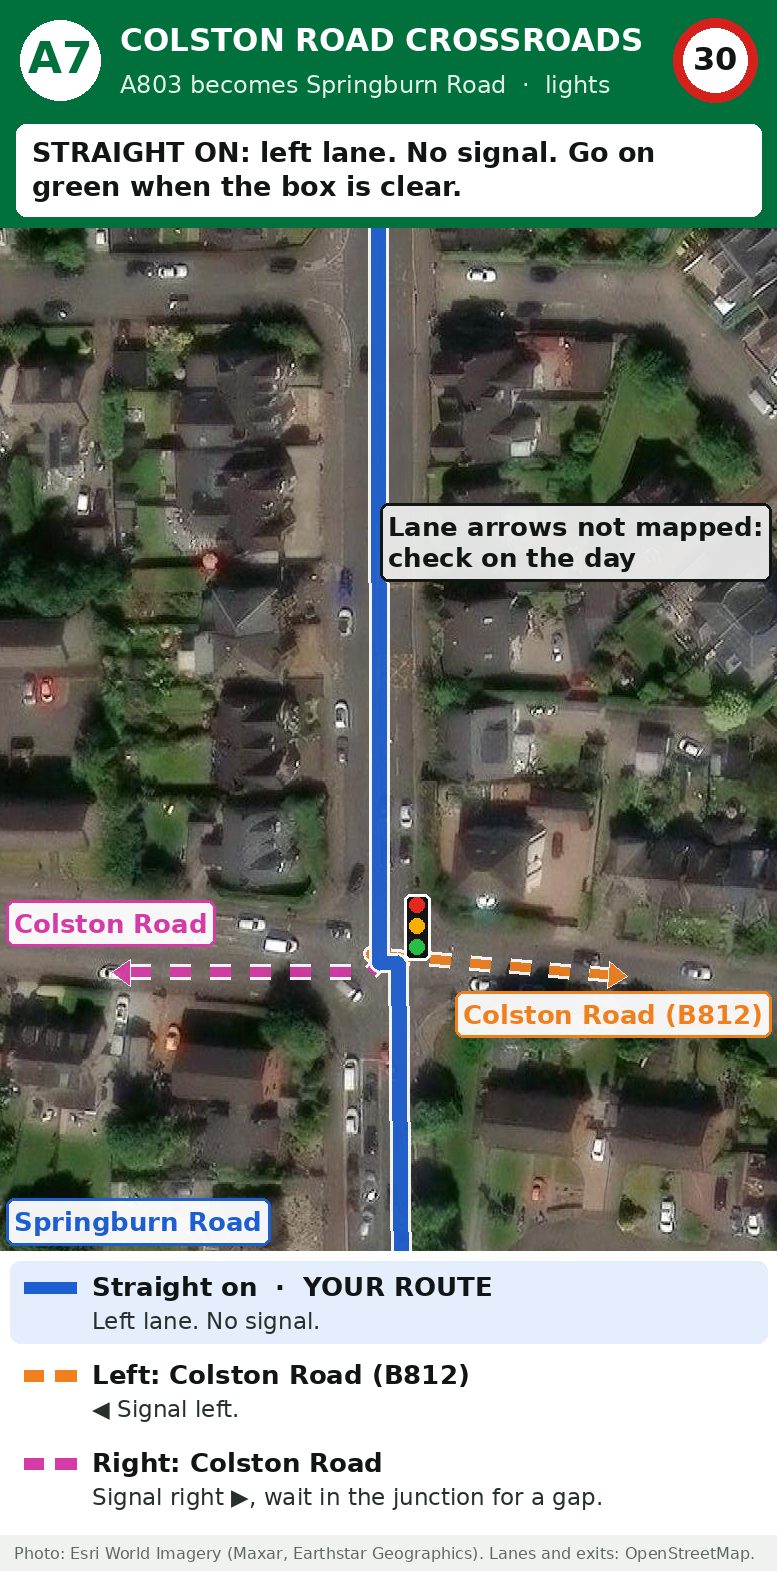 A7
COLSTON ROAD CROSSROADS
A803 becomes Springburn Road · lights
30
STRAIGHT ON: left lane. No signal. Go on
green when the box is clear.
Lane arrows not mapped:
check on the day
Colston Road
Colston Road (B812)
Springburn Road
Straight on · YOUR ROUTE
Left lane. No signal.
Left: Colston Road (B812)
◀ Signal left.
Right: Colston Road
Signal right ▶, wait in the junction for a gap.
Photo: Esri World Imagery (Maxar, Earthstar Geographics). Lanes and exits: OpenStreetMap.